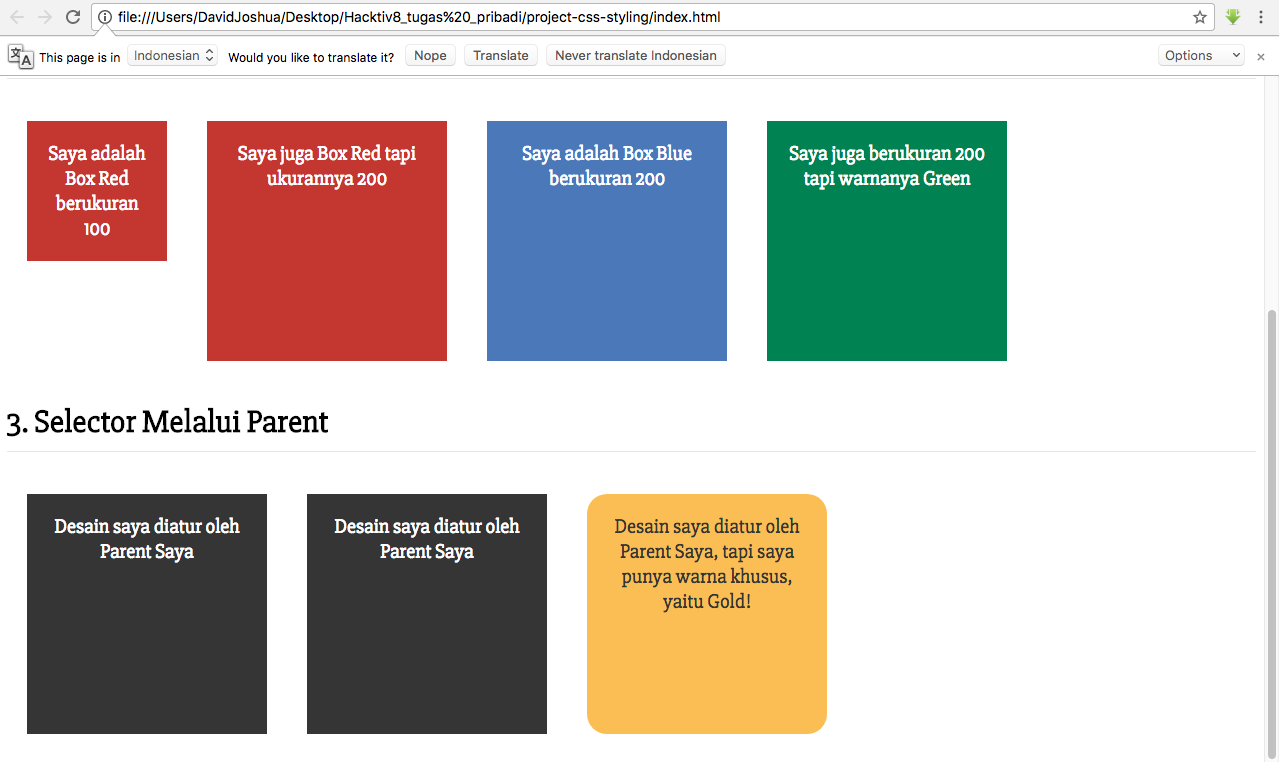 file:///Users/DavidJoshua/Desktop/Hacktiv8_tugas%20_pribadi/project-css-styling/index.html
This page is in Indonesian Would you like to translate it? Nope Translate Never translate Indonesian Options
Saya adalah
Box Red
berukuran
100
Saya juga Box Red tapi
ukurannya 200
Saya adalah Box Blue
berukuran 200
Saya juga berukuran 200
tapi warnanya Green
3. Selector Melalui Parent
Desain saya diatur oleh
Parent Saya
Desain saya diatur oleh
Parent Saya
Desain saya diatur oleh
Parent Saya, tapi saya
punya warna khusus,
yaitu Gold!